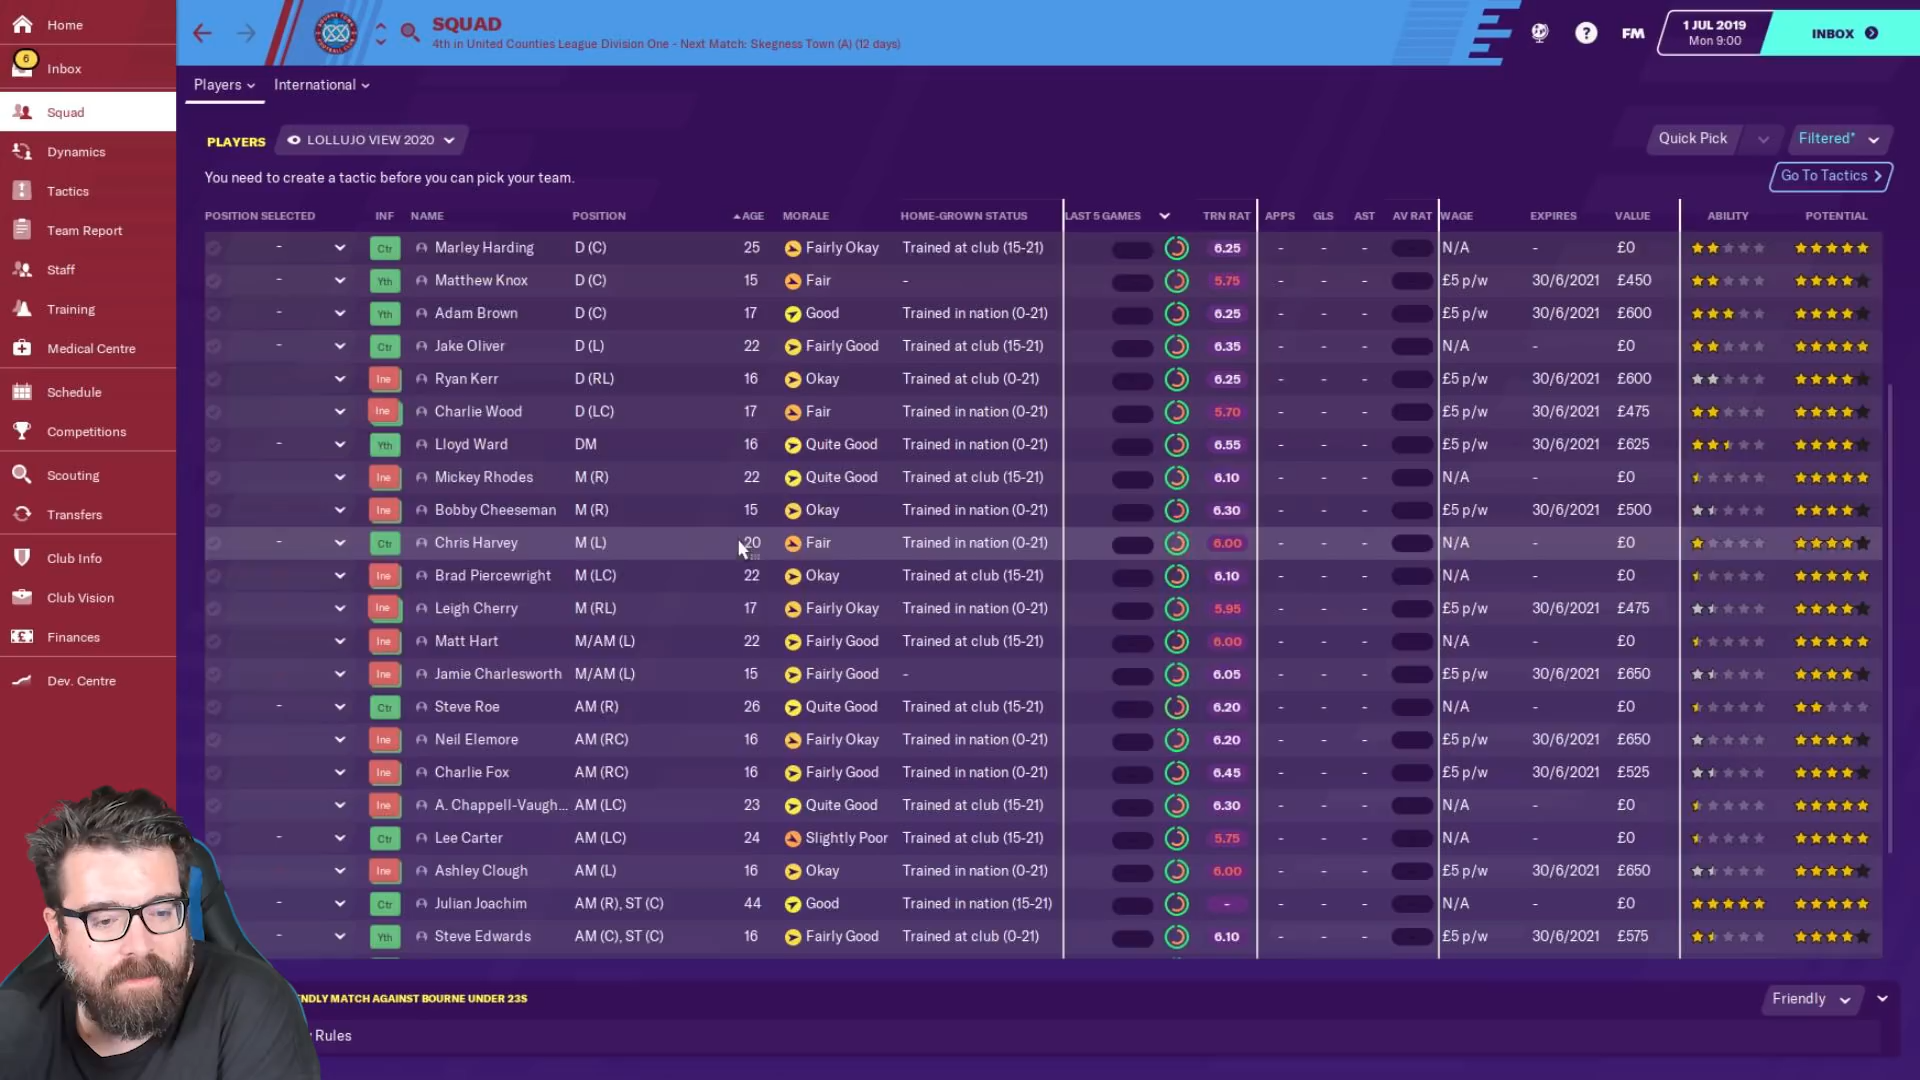 Home
SQUAD
4th in United Counties League Division One - Next Match: Skegness Town (A) (12 days)
FM
1 JUL 2019
Mon 9:00
INBOX
6
Inbox
Squad
Dynamics
Tactics
Team Report
Staff
Training
Medical Centre
Schedule
Competitions
Scouting
Transfers
Club Info
Club Vision
Finances
Dev. Centre
Players International
PLAYERS LOLLUJO VIEW 2020 Quick Pick Filtered*
You need to create a tactic before you can pick your team. Go To Tactics
POSITION SELECTED INF NAME POSITION AGE MORALE HOME-GROWN STATUS LAST 5 GAMES TRN RAT APPS GLS AST AV RAT WAGE EXPIRES VALUE ABILITY POTENTIAL
- Ctr Marley Harding D (C) 25 Fairly Okay Trained at club (15-21) 6.25 - - - N/A - £0
- Yth Matthew Knox D (C) 15 Fair - 5.75 - - - £5 p/w 30/6/2021 £450
- Yth Adam Brown D (C) 17 Good Trained in nation (0-21) 6.25 - - - £5 p/w 30/6/2021 £600
- Ctr Jake Oliver D (L) 22 Fairly Good Trained at club (15-21) 6.35 - - - N/A - £0
Ine Ryan Kerr D (RL) 16 Okay Trained at club (0-21) 6.25 - - - £5 p/w 30/6/2021 £600
Ine Charlie Wood D (LC) 17 Fair Trained in nation (0-21) 5.70 - - - £5 p/w 30/6/2021 £475
- Yth Lloyd Ward DM 16 Quite Good Trained in nation (0-21) 6.55 - - - £5 p/w 30/6/2021 £625
Ine Mickey Rhodes M (R) 22 Quite Good Trained at club (15-21) 6.10 - - - N/A - £0
Ine Bobby Cheeseman M (R) 15 Okay Trained in nation (0-21) 6.30 - - - £5 p/w 30/6/2021 £500
- Ctr Chris Harvey M (L) 20 Fair Trained in nation (0-21) 6.00 - - - N/A - £0
Ine Brad Piercewright M (LC) 22 Okay Trained at club (15-21) 6.10 - - - N/A - £0
Ine Leigh Cherry M (RL) 17 Fairly Okay Trained in nation (0-21) 5.95 - - - £5 p/w 30/6/2021 £475
Ine Matt Hart M/AM (L) 22 Fairly Good Trained at club (15-21) 6.00 - - - N/A - £0
Ine Jamie Charlesworth M/AM (L) 15 Fairly Good - 6.05 - - - £5 p/w 30/6/2021 £650
- Ctr Steve Roe AM (R) 26 Quite Good Trained at club (15-21) 6.20 - - - N/A - £0
Ine Neil Elemore AM (RC) 16 Fairly Okay Trained in nation (0-21) 6.20 - - - £5 p/w 30/6/2021 £650
Ine Charlie Fox AM (RC) 16 Fairly Good Trained in nation (0-21) 6.45 - - - £5 p/w 30/6/2021 £525
Ine A. Chappell-Vaugh... AM (LC) 23 Quite Good Trained at club (15-21) 6.30 - - - N/A - £0
- Ctr Lee Carter AM (LC) 24 Slightly Poor Trained at club (15-21) 5.75 - - - N/A - £0
Ine Ashley Clough AM (L) 16 Okay Trained in nation (0-21) 6.00 - - - £5 p/w 30/6/2021 £650
- Ctr Julian Joachim AM (R), ST (C) 44 Good Trained in nation (15-21) - - - - N/A - £0
- Yth Steve Edwards AM (C), ST (C) 16 Fairly Good Trained at club (0-21) 6.10 - - - £5 p/w 30/6/2021 £575
NDLY MATCH AGAINST BOURNE UNDER 23S Friendly
Rules